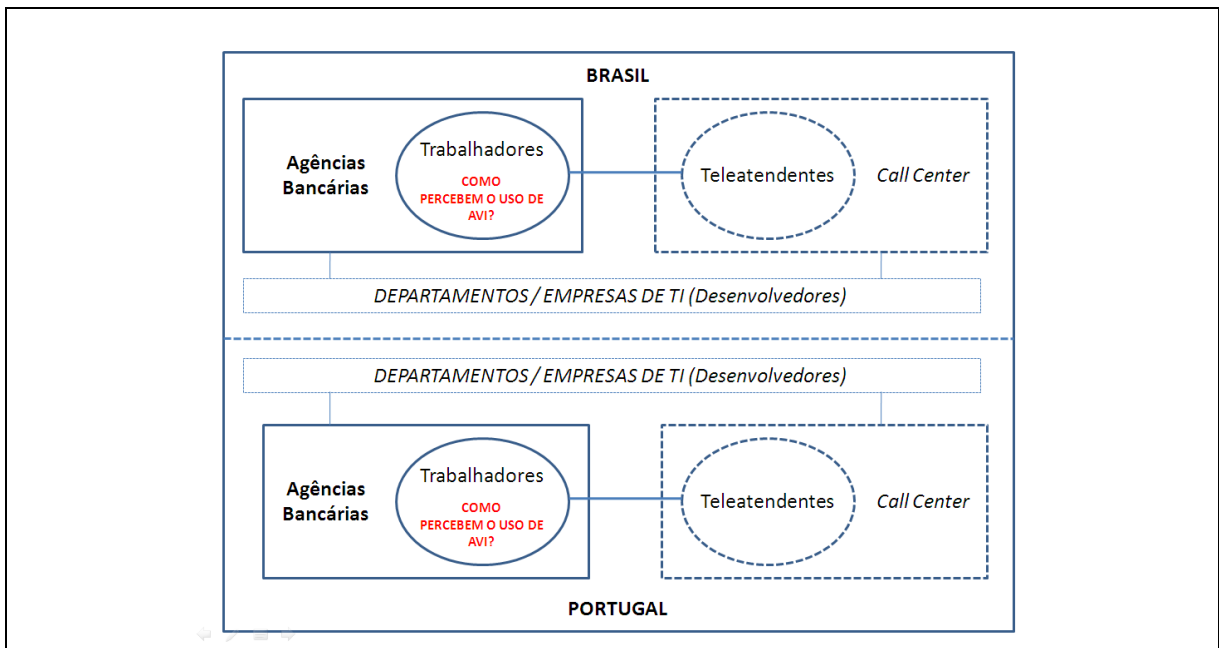 BRASIL
Agências
Bancárias
Trabalhadores
COMO
PERCEBEM O USO DE
AVI?
Teleatendentes
Call Center
DEPARTAMENTOS / EMPRESAS DE TI (Desenvolvedores)
DEPARTAMENTOS / EMPRESAS DE TI (Desenvolvedores)
Agências
Bancárias
Trabalhadores
COMO
PERCEBEM O USO DE
AVI?
Teleatendentes
Call Center
PORTUGAL